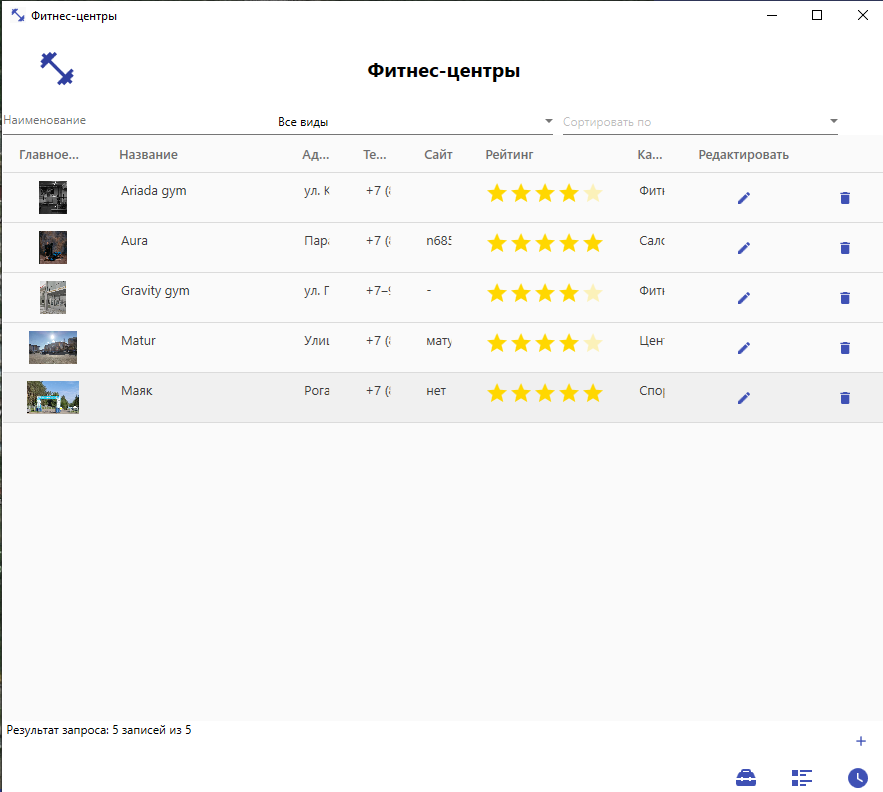 Фитнес-центры
Фитнес-центры
Наименование Все виды Сортировать по
Главное... Название Ад... Те... Сайт Рейтинг Ка... Редактировать
Ariada gym ул. К +7 (8 Фитн
Aura Пара +7 (8 n685 Сало
Gravity gym ул. Г +7–9 - Фитн
Matur Улиц +7 (8 мату Цент
Маяк Рога +7 (8 нет Спор
Результат запроса: 5 записей из 5